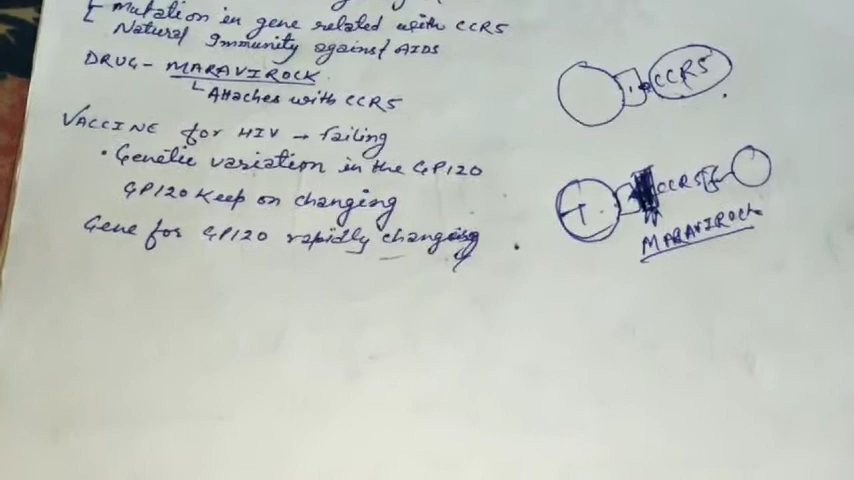 Mutation in gene related with CCR5
Natural Immunity against AIDS
DRUG - MARAVIROCK
Attaches with CCR5
VACCINE for HIV → failing
• Genetic variation in the GP120
GP120 Keep on changing
Gene for GP120 rapidly changing
CCR5
T
CCR5
MARAVIROCK